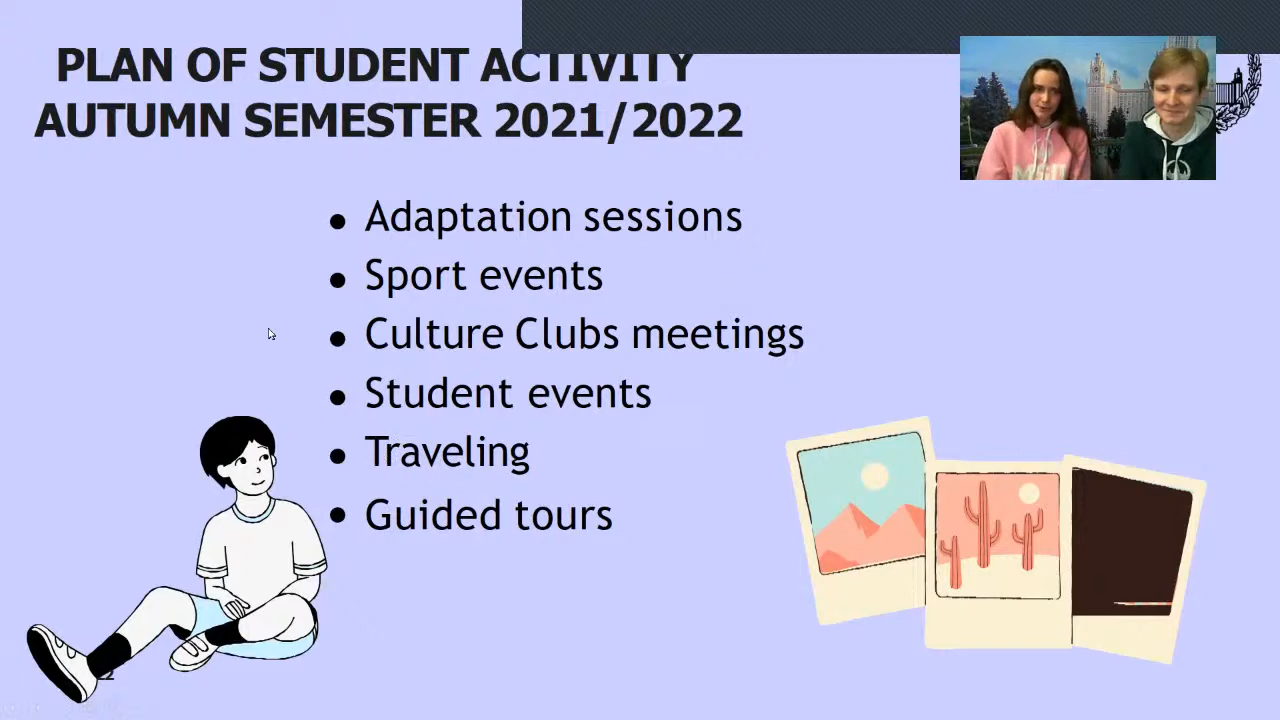 PLAN OF STUDENT ACTIVITY
AUTUMN SEMESTER 2021/2022
• Adaptation sessions
• Sport events
• Culture Clubs meetings
• Student events
• Traveling
• Guided tours